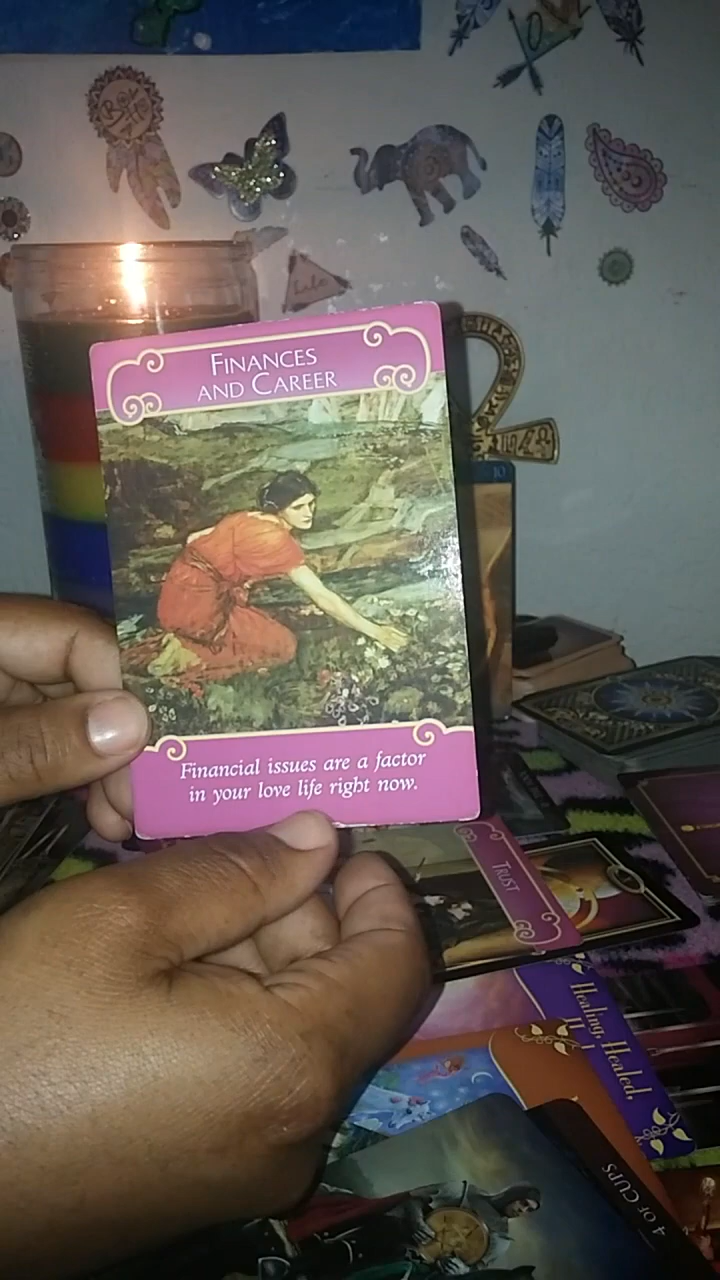 FINANCES
AND CAREER
Financial issues are a factor
in your love life right now.
10
TRUST
Healing, Healed,
4 OF CUPS